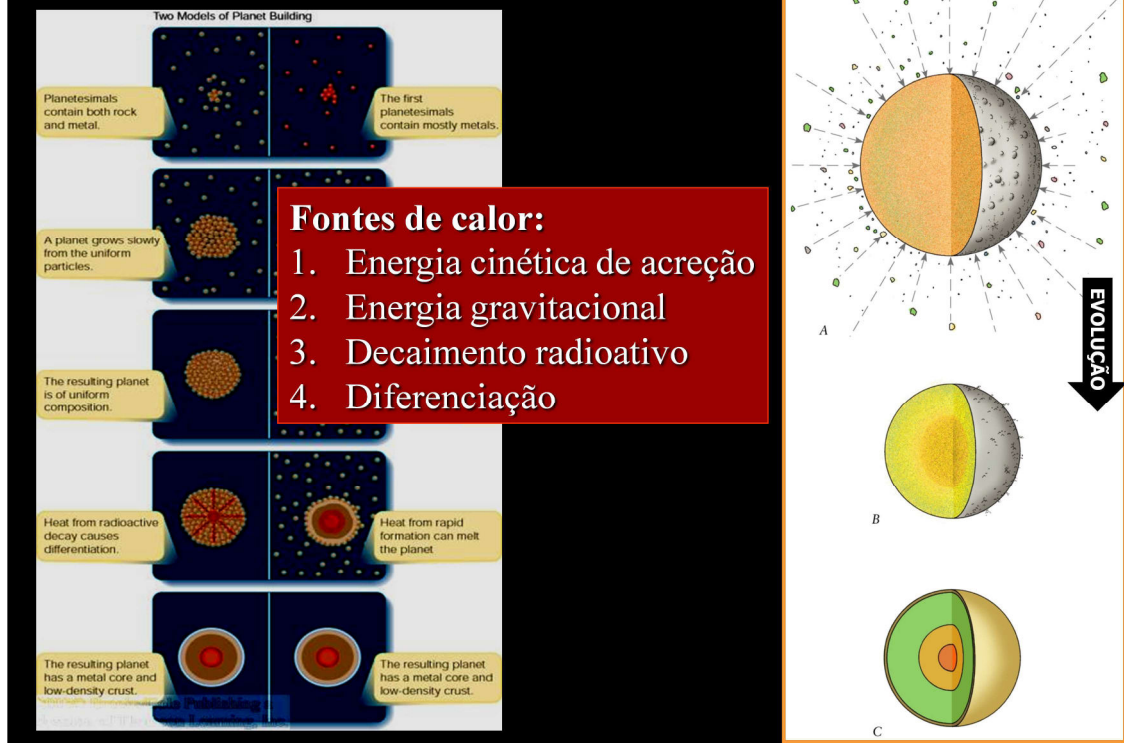 Two Models of Planet Building
Planetesimals
contain both rock
and metal.
The first
planetesimals
contain mostly metals.
A planet grows slowly
from the uniform
particles.
Fontes de calor:
1. Energia cinética de acreção
2. Energia gravitacional
3. Decaimento radioativo
4. Diferenciação
The resulting planet
is of uniform
composition.
Heat from radioactive
decay causes
differentiation.
Heat from rapid
formation can melt
the planet
The resulting planet
has a metal core and
low-density crust.
The resulting planet
has a metal core and
low-density crust.
Publishing
Learning, Inc.
A
EVOLUÇÃO
B
C